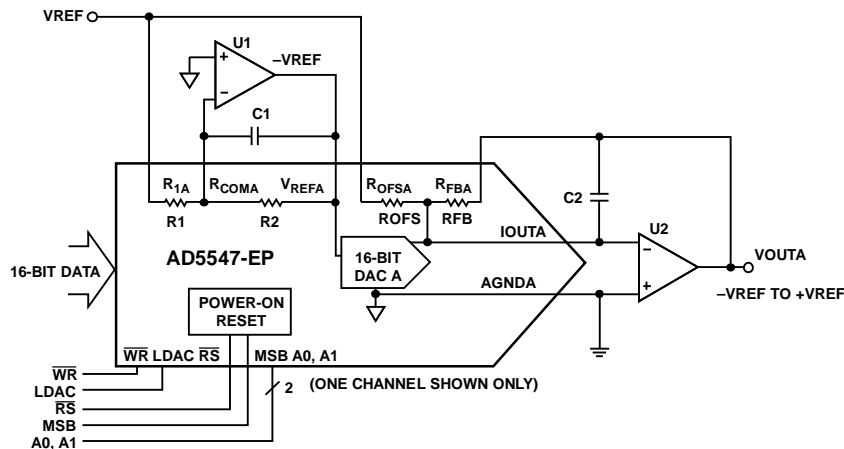 VREF
U1
+
–VREF
–
C1
R1A RCOMA VREFA ROFSA RFBA
R1 R2 ROFS RFB
C2
U2
IOUTA
–
VOUTA
16-BIT DATA
AD5547-EP
16-BIT
DAC A
+
AGNDA
–VREF TO +VREF
POWER-ON
RESET
WR LDAC RS MSB A0, A1
(ONE CHANNEL SHOWN ONLY)
2
WR
LDAC
RS
MSB
A0, A1